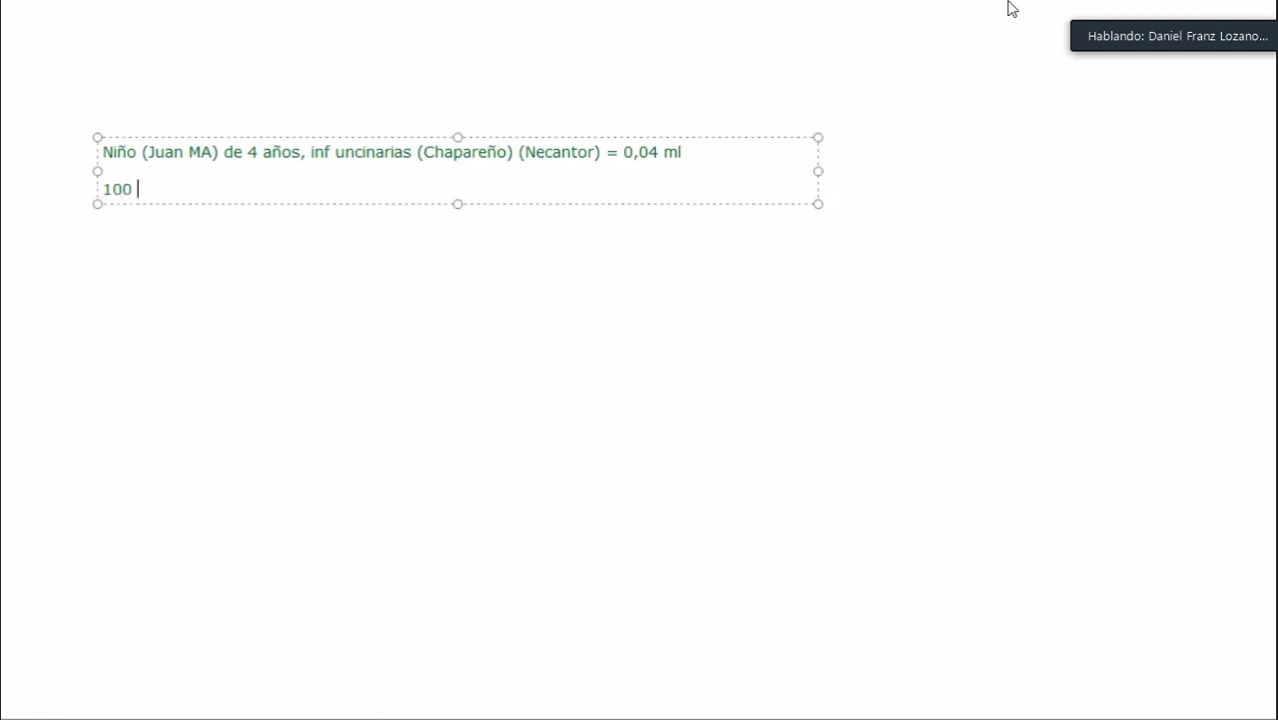 Hablando: Daniel Franz Lozano...
Niño (Juan MA) de 4 años, inf uncinarias (Chapareño) (Necantor) = 0,04 ml
100